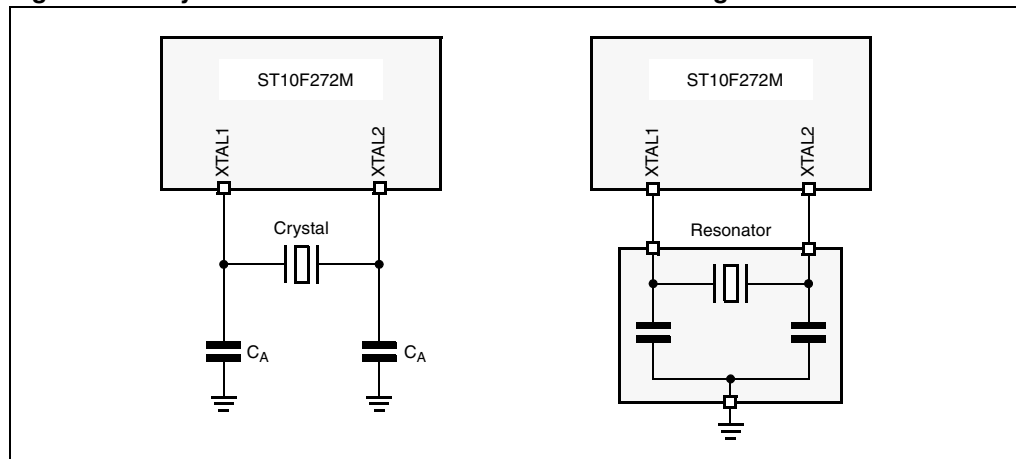 ST10F272M
XTAL1
XTAL2
Crystal
CA
CA
ST10F272M
XTAL1
XTAL2
Resonator